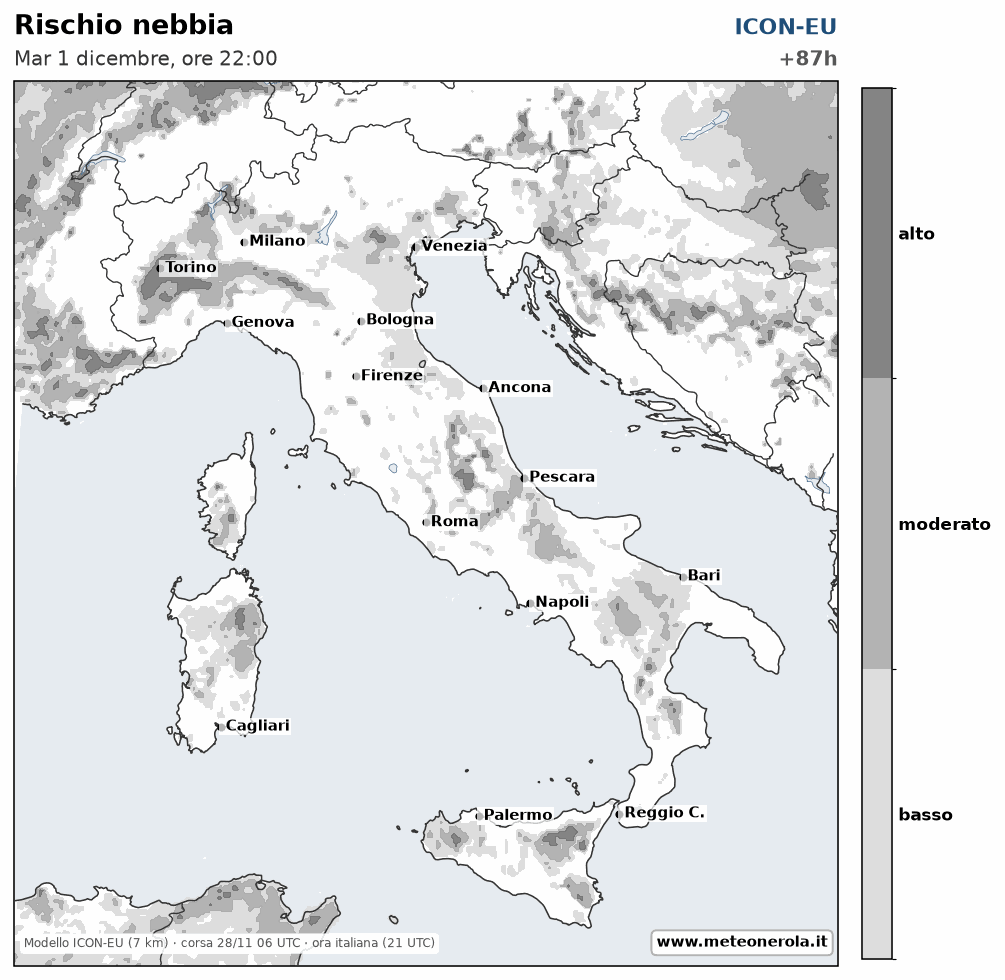 Rischio nebbia
ICON-EU
Mar 1 dicembre, ore 22:00
+87h
alto
Venezia
Milano
Torino
Genova
Bologna
Firenze
Ancona
Pescara
Roma
moderato
Bari
Napoli
Cagliari
Palermo
Reggio C.
basso
Modello ICON-EU (7 km) · corsa 28/11 06 UTC · ora italiana (21 UTC)
www.meteonerola.it